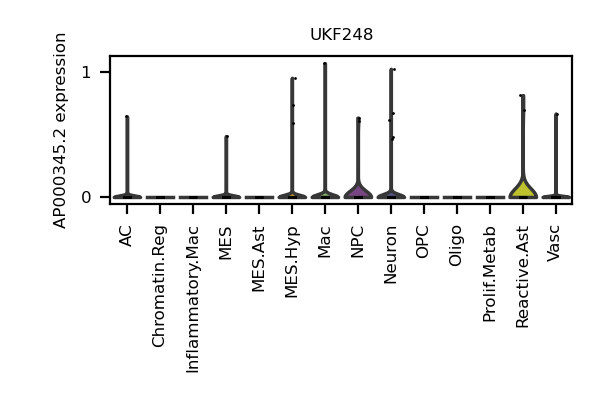 UKF248
AP000345.2 expression
1
0
AC
Chromatin.Reg
Inflammatory.Mac
MES
MES.Ast
MES.Hyp
Mac
NPC
Neuron
OPC
Oligo
Prolif.Metab
Reactive.Ast
Vasc